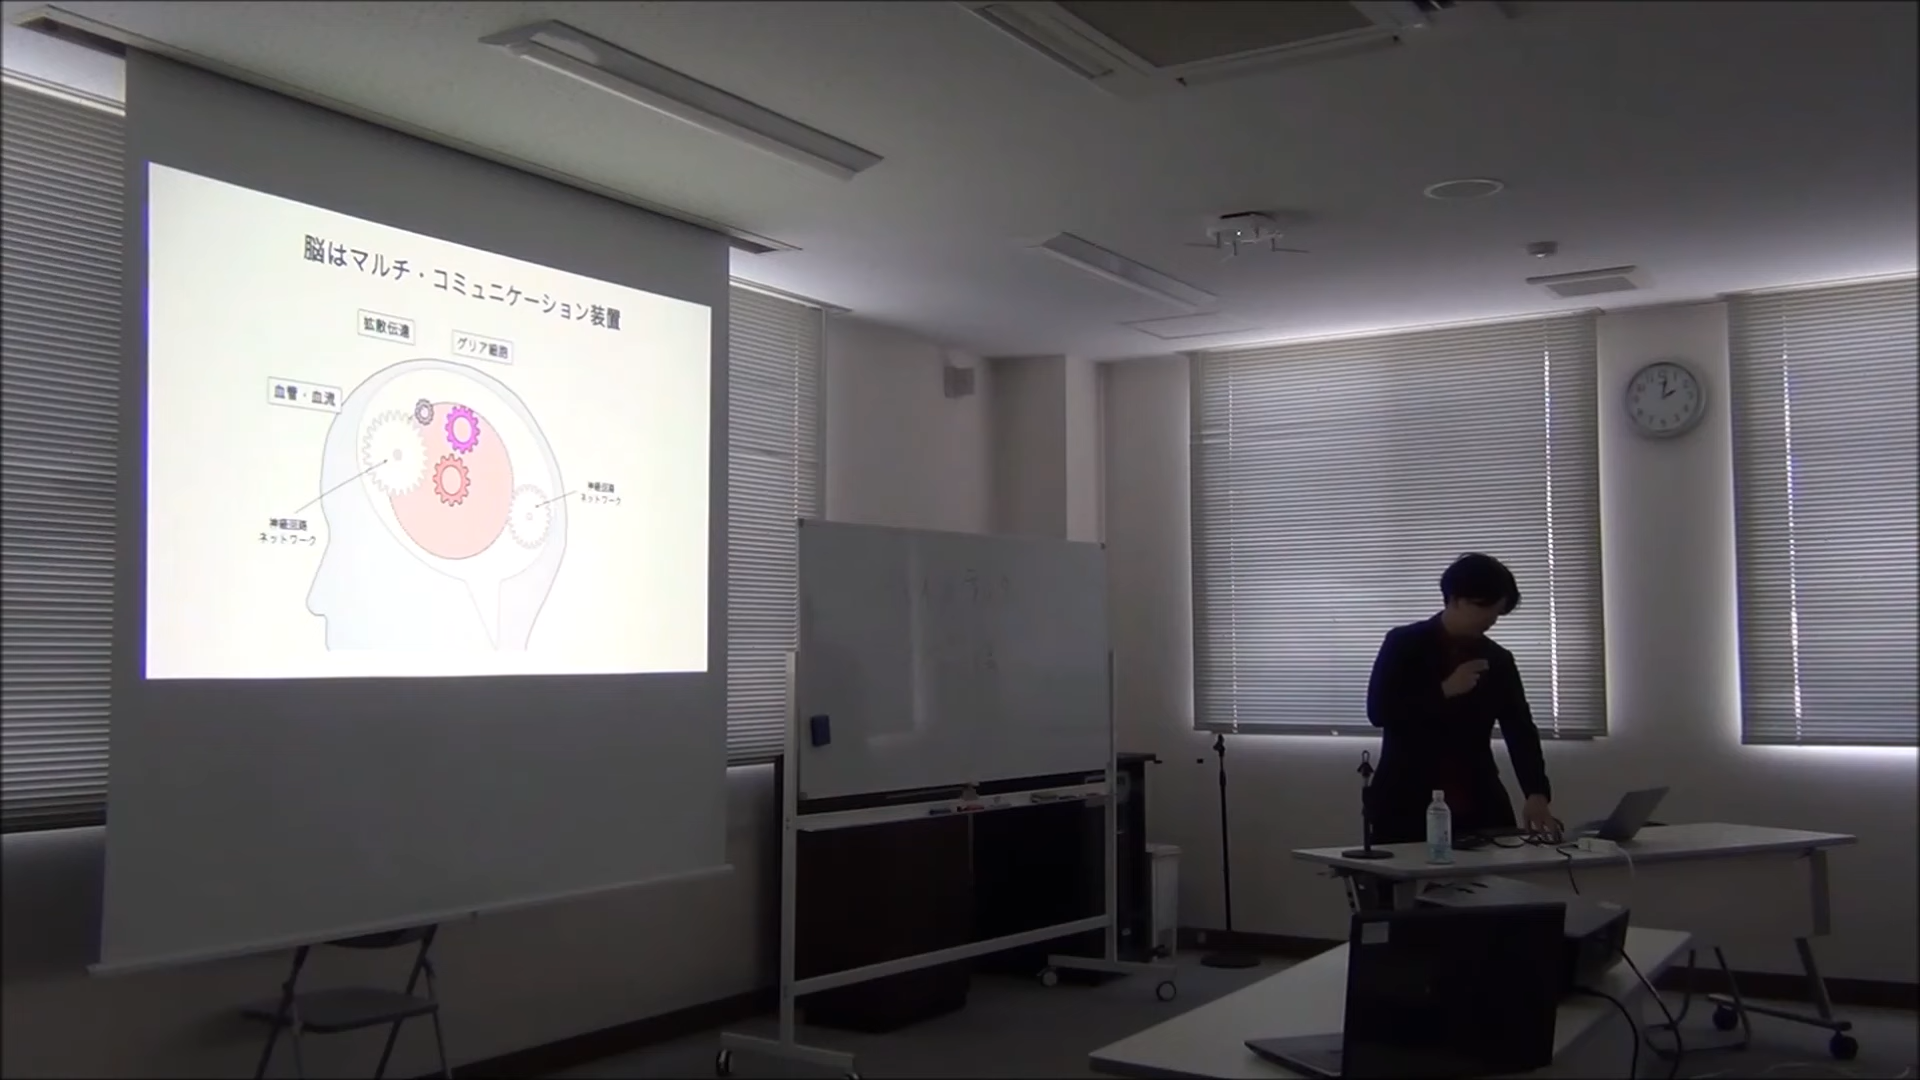 脳はマルチ・コミュニケーション装置
拡散伝達
グリア細胞
血管・血流
神経回路
ネットワーク
神経回路
ネットワーク